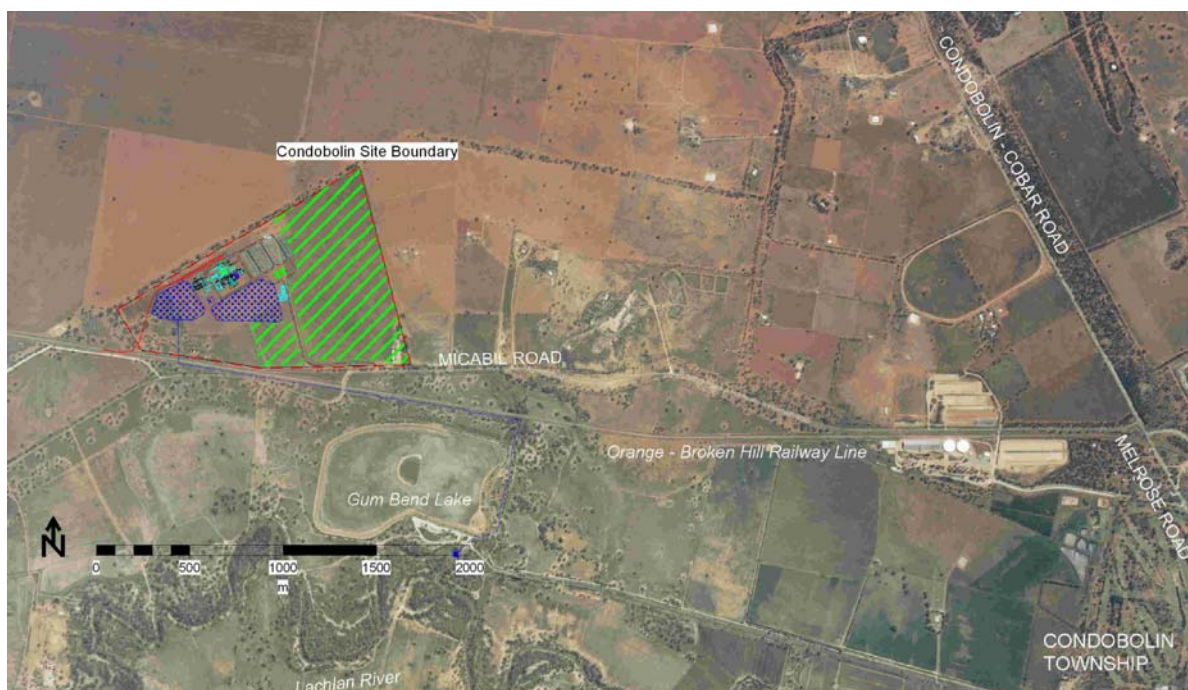 Condobolin Site Boundary
CONDOBOLIN - COBAR ROAD
MICABIL ROAD
Orange - Broken Hill Railway Line
MELROSE ROAD
Gum Bend Lake
N
0 500 1000 1500 2000
m
CONDOBOLIN
TOWNSHIP
Lachlan River